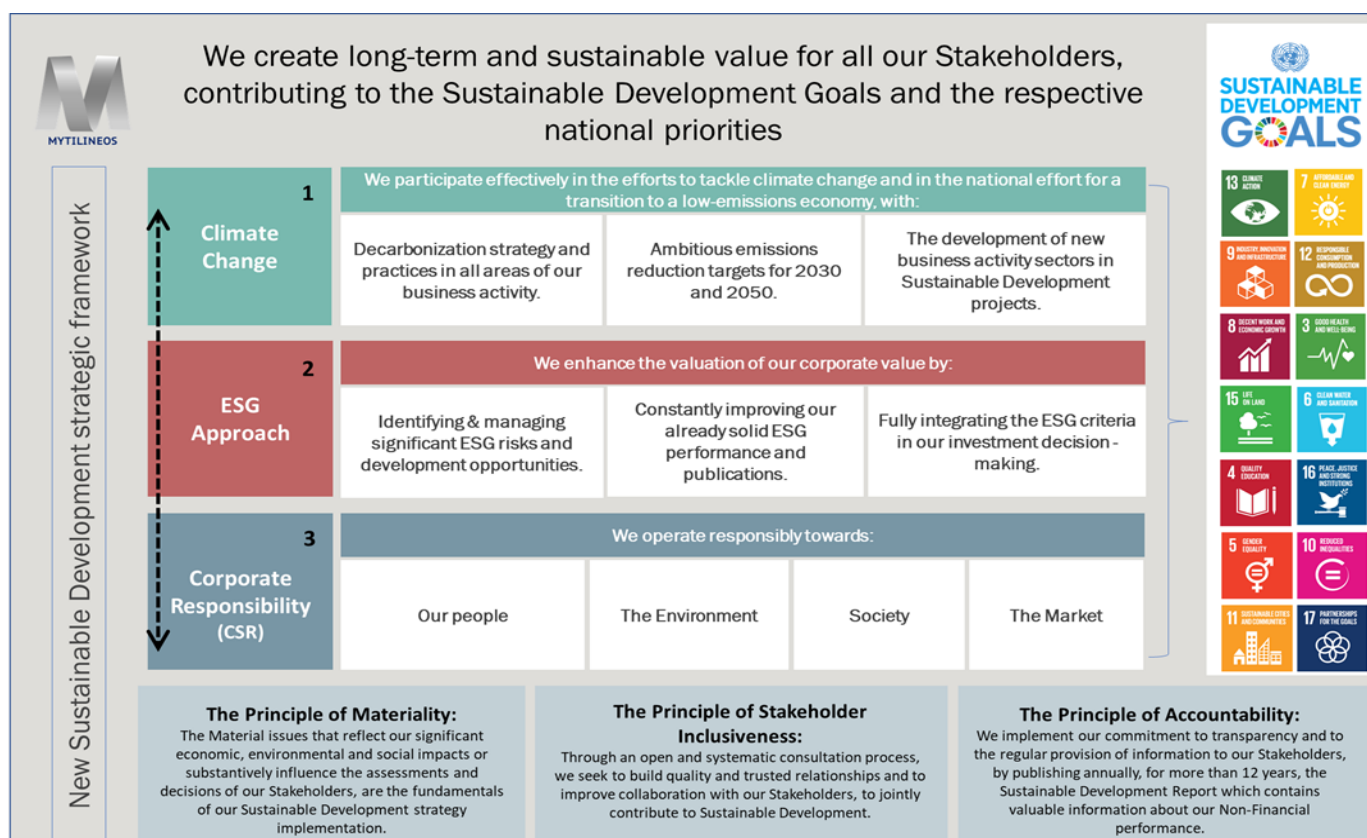 We create long-term and sustainable value for all our Stakeholders,
contributing to the Sustainable Development Goals and the respective
national priorities
MYTILINEOS
New Sustainable Development strategic framework
1
Climate
Change
We participate effectively in the efforts to tackle climate change and in the national effort for a
transition to a low-emissions economy, with:
Decarbonization strategy and
practices in all areas of our
business activity.
Ambitious emissions
reduction targets for 2030
and 2050.
The development of new
business activity sectors in
Sustainable Development
projects.
2
ESG
Approach
We enhance the valuation of our corporate value by:
Identifying & managing
significant ESG risks and
development opportunities.
Constantly improving our
already solid ESG
performance and
publications.
Fully integrating the ESG criteria
in our investment decision -
making.
3
Corporate
Responsibility
(CSR)
We operate responsibly towards:
Our people
The Environment
Society
The Market
SUSTAINABLE
DEVELOPMENT
GOALS
13 CLIMATE
ACTION
7 AFFORDABLE AND
CLEAN ENERGY
9 INDUSTRY, INNOVATION
AND INFRASTRUCTURE
12 RESPONSIBLE
CONSUMPTION
AND PRODUCTION
8 DECENT WORK AND
ECONOMIC GROWTH
3 GOOD HEALTH
AND WELL-BEING
15 LIFE
ON LAND
6 CLEAN WATER
AND SANITATION
4 QUALITY
EDUCATION
16 PEACE, JUSTICE
AND STRONG
INSTITUTIONS
5 GENDER
EQUALITY
10 REDUCED
INEQUALITIES
11 SUSTAINABLE CITIES
AND COMMUNITIES
17 PARTNERSHIPS
FOR THE GOALS
The Principle of Materiality:
The Material issues that reflect our significant
economic, environmental and social impacts or
substantively influence the assessments and
decisions of our Stakeholders, are the fundamentals
of our Sustainable Development strategy
implementation.
The Principle of Stakeholder
Inclusiveness:
Through an open and systematic consultation process,
we seek to build quality and trusted relationships and to
improve collaboration with our Stakeholders, to jointly
contribute to Sustainable Development.
The Principle of Accountability:
We implement our commitment to transparency and to
the regular provision of information to our Stakeholders,
by publishing annually, for more than 12 years, the
Sustainable Development Report which contains
valuable information about our Non-Financial
performance.